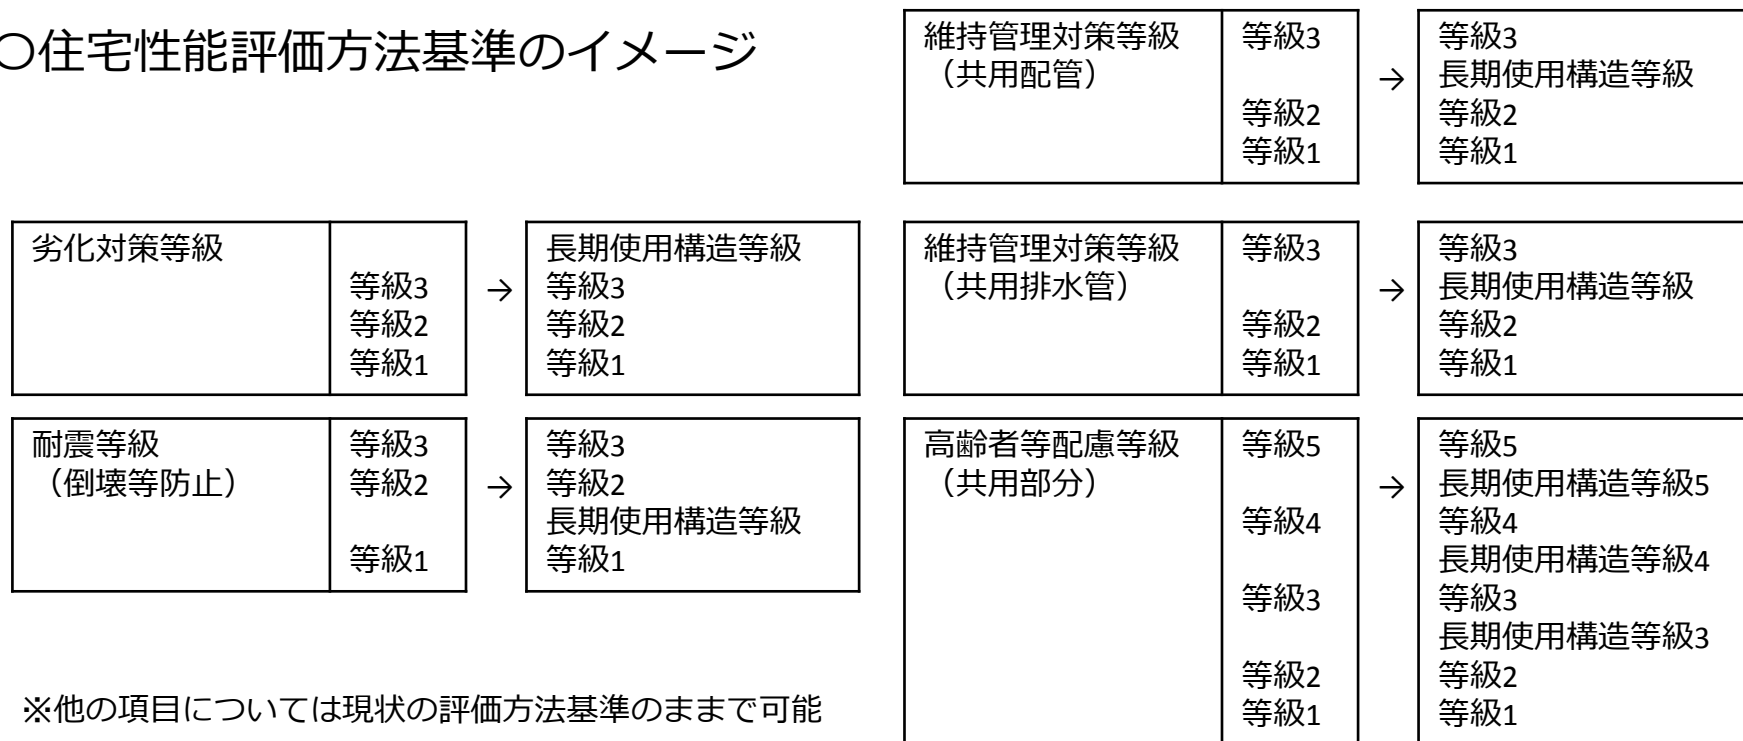 〇住宅性能評価方法基準のイメージ
維持管理対策等級 等級3 → 等級3
（共用配管） 長期使用構造等級
等級2 等級2
等級1 等級1
劣化対策等級 → 長期使用構造等級
等級3 等級3
等級2 等級2
等級1 等級1
維持管理対策等級 等級3 → 等級3
（共用排水管） 長期使用構造等級
等級2 等級2
等級1 等級1
耐震等級 等級3 → 等級3
（倒壊等防止） 等級2 等級2
長期使用構造等級
等級1 等級1
高齢者等配慮等級 等級5 → 等級5
（共用部分） 長期使用構造等級5
等級4 等級4
長期使用構造等級4
等級3 等級3
長期使用構造等級3
等級2 等級2
等級1 等級1
※他の項目については現状の評価方法基準のままで可能